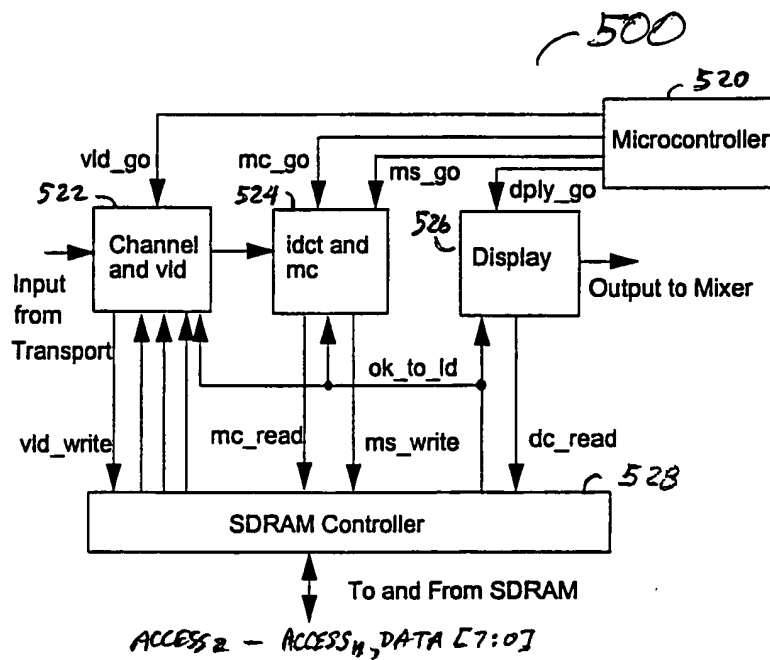 500
520
Microcontroller
vld_go
mc_go
ms_go
dply_go
522
524
526
Channel
and vld
idct and
mc
Display
Input
from
Transport
Output to Mixer
ok_to_ld
vld_write
mc_read
ms_write
dc_read
528
SDRAM Controller
To and From SDRAM
ACCESS2 - ACCESSn, DATA [7:0]